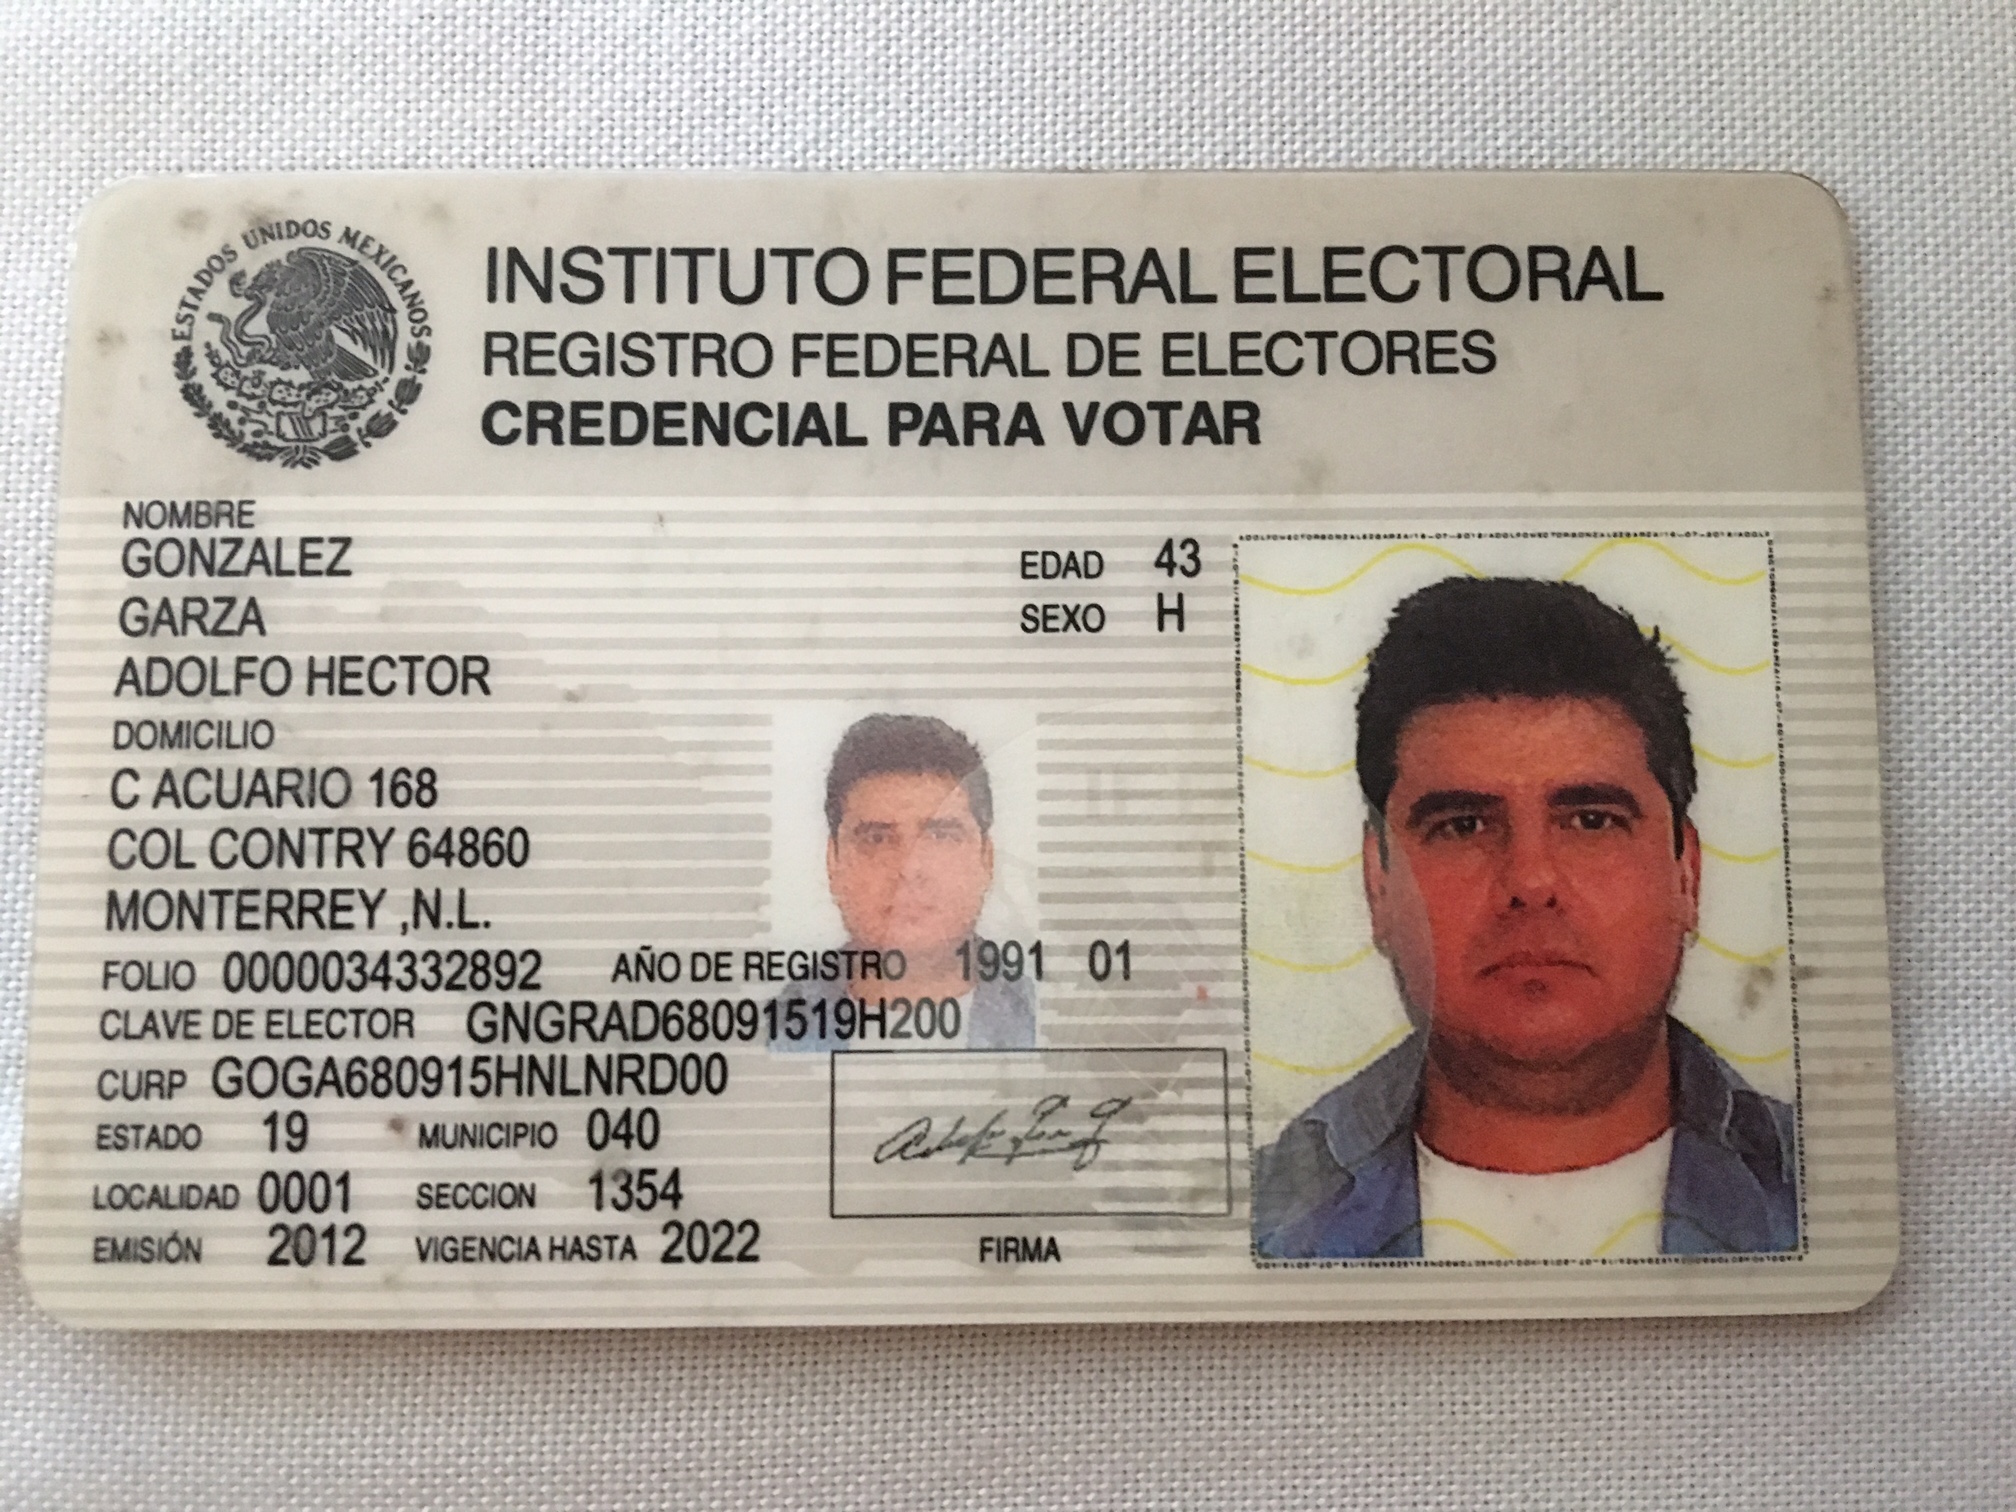 ESTADOS UNIDOS MEXICANOS
INSTITUTO FEDERAL ELECTORAL
REGISTRO FEDERAL DE ELECTORES
CREDENCIAL PARA VOTAR
NOMBRE
GONZALEZ
GARZA
ADOLFO HECTOR
EDAD 43
SEXO H
DOMICILIO
C ACUARIO 168
COL CONTRY 64860
MONTERREY ,N.L.
FOLIO 0000034332892 AÑO DE REGISTRO 1991 01
CLAVE DE ELECTOR GNGRAD68091519H200
CURP GOGA680915HNLNRD00
ESTADO 19 MUNICIPIO 040
LOCALIDAD 0001 SECCION 1354
EMISIÓN 2012 VIGENCIA HASTA 2022
FIRMA